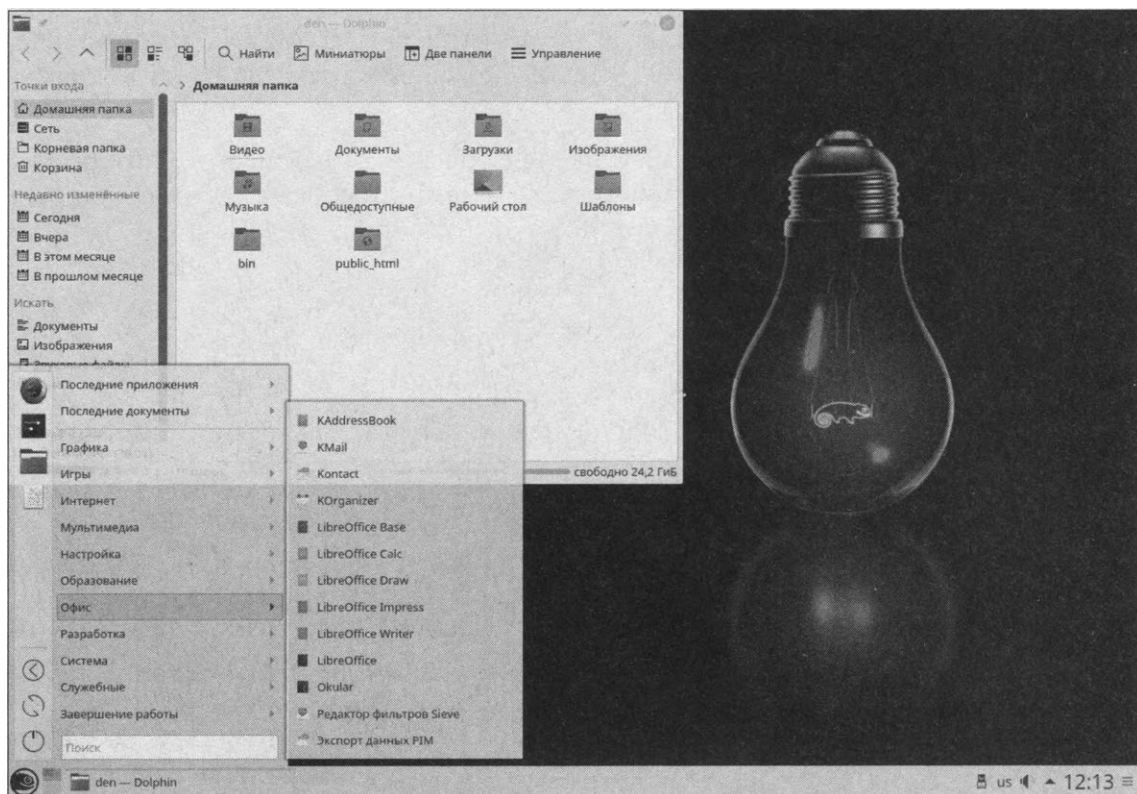 den — Dolphin
Найти
Миниатюры
Две панели
Управление
Точки входа
Домашняя папка
Сеть
Корневая папка
Корзина
Недавно изменённые
Сегодня
Вчера
В этом месяце
В прошлом месяце
Искать
Документы
Изображения
Звуковые файлы
Домашняя папка
Видео
Документы
Загрузки
Изображения
Музыка
Общедоступные
Рабочий стол
Шаблоны
bin
public_html
свободно 24,2 ГиБ
Последние приложения
Последние документы
Графика
Игры
Интернет
Мультимедиа
Настройка
Образование
Офис
Разработка
Система
Служебные
Завершение работы
Поиск
KAddressBook
KMail
Kontact
KOrganizer
LibreOffice Base
LibreOffice Calc
LibreOffice Draw
LibreOffice Impress
LibreOffice Writer
LibreOffice
Okular
Редактор фильтров Sieve
Экспорт данных PIM
den — Dolphin
us
12:13